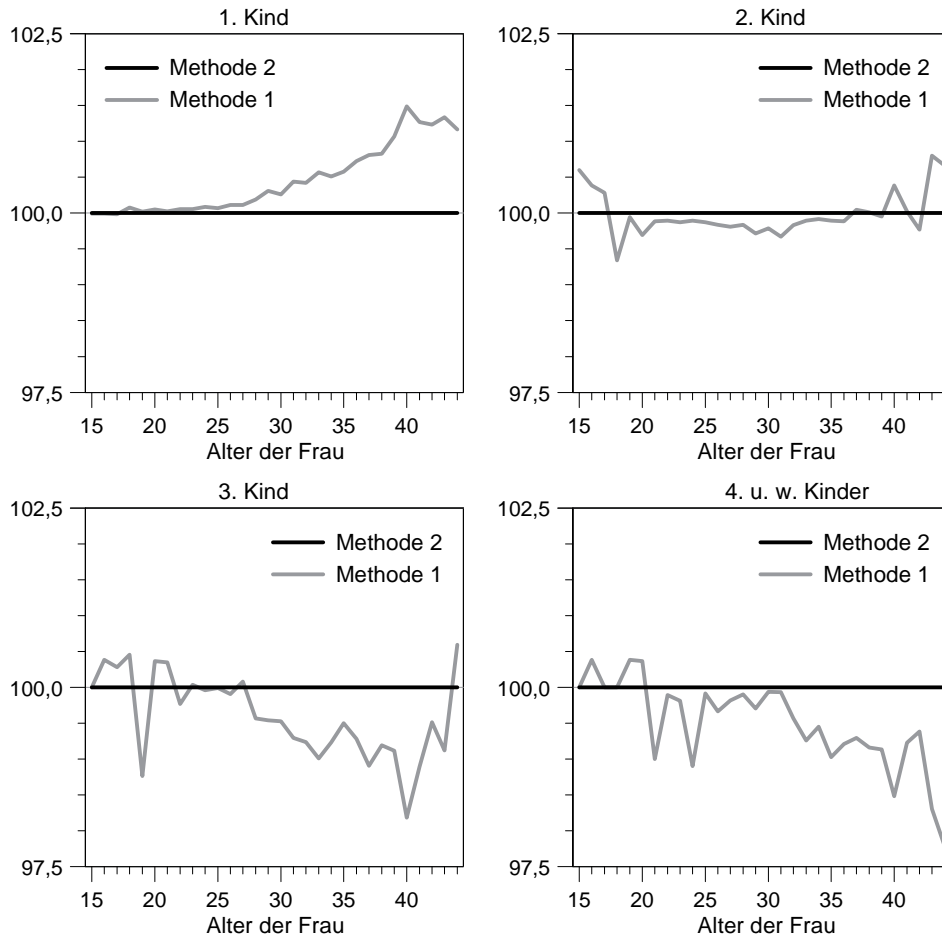 1. Kind
102,5
Methode 2
Methode 1
100,0
97,5
15 20 25 30 35 40
Alter der Frau
2. Kind
102,5
Methode 2
Methode 1
100,0
97,5
15 20 25 30 35 40
Alter der Frau
3. Kind
102,5
Methode 2
Methode 1
100,0
97,5
15 20 25 30 35 40
Alter der Frau
4. u. w. Kinder
102,5
Methode 2
Methode 1
100,0
97,5
15 20 25 30 35 40
Alter der Frau